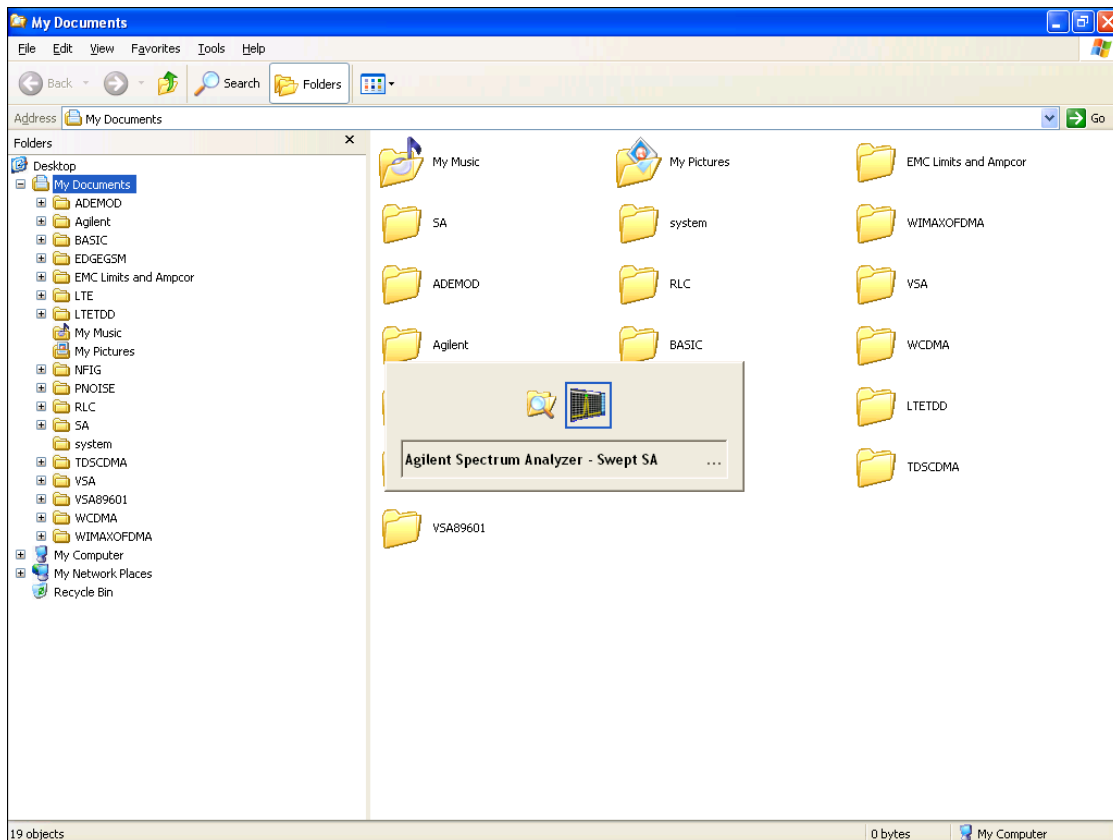 My Documents
File Edit View Favorites Tools Help
Back Search Folders
Address My Documents Go
Folders
Desktop
My Documents
ADEMOD
Agilent
BASIC
EDGEGSM
EMC Limits and Ampcor
LTE
LTETDD
My Music
My Pictures
NFIG
PNOISE
RLC
SA
system
TDSCDMA
VSA
VSA89601
WCDMA
WIMAXOFDMA
My Computer
My Network Places
Recycle Bin
My Music My Pictures EMC Limits and Ampcor
SA system WIMAXOFDMA
ADEMOD RLC VSA
Agilent BASIC WCDMA
LTETDD
Agilent Spectrum Analyzer - Swept SA ...
TDSCDMA
VSA89601
19 objects 0 bytes My Computer